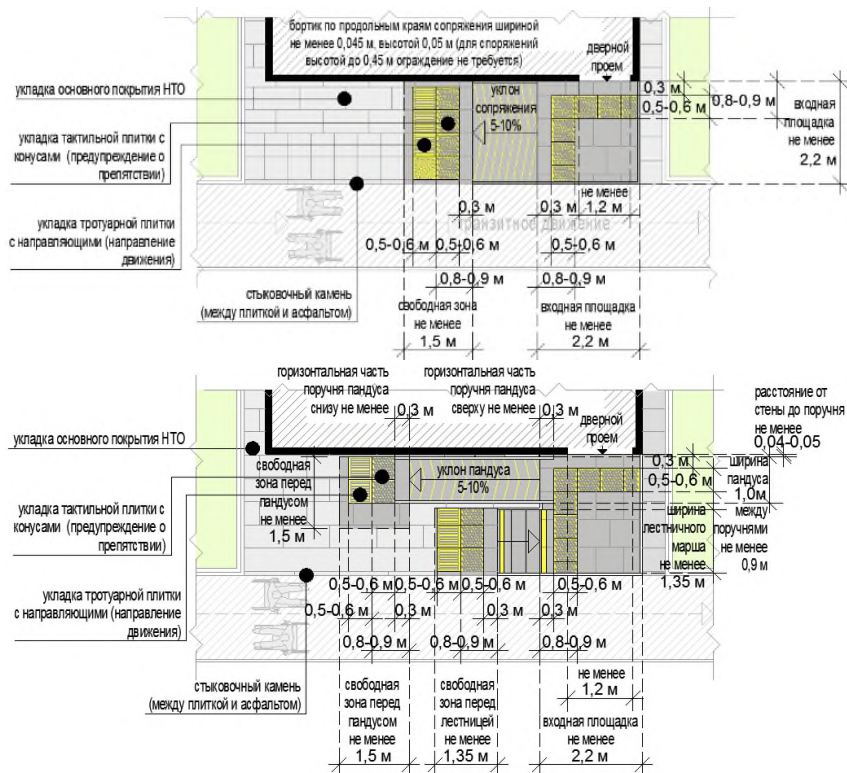 бортик по продольным краям сопряжения шириной
не менее 0,045 м, высотой 0,05 м (для спряжений
высотой до 0,45 м ограждение не требуется)
дверной
проем
укладка основного покрытия НТО
укладка тактильной плитки с
конусами (предупреждение о
препятствии)
укладка тротуарной плитки
с направляющими (направление
движения)
стыковочный камень
(между плиткой и асфальтом)
уклон
сопряжения
5-10%
0,3 м
0,5-0,6 м
0,8-0,9 м
входная
площадка
не менее
2,2 м
не менее
0,3 м
0,3 м
1,2 м
транзитное движение
0,5-0,6 м
0,5-0,6 м
0,5-0,6 м
0,8-0,9 м
0,8-0,9 м
свободная зона
не менее
1,5 м
входная площадка
не менее
2,2 м
горизонтальная часть
поручня пандуса
снизу не менее
0,3 м
горизонтальная часть
поручня пандуса
сверху не менее
0,3 м
дверной
проем
расстояние от
стены до поручня
не менее
0,04-0,05
укладка основного покрытия НТО
укладка тактильной плитки с
конусами (предупреждение о
препятствии)
укладка тротуарной плитки
с направляющими (направление
движения)
стыковочный камень
(между плиткой и асфальтом)
свободная
зона перед
пандусом
не менее
1,5 м
уклон пандуса
5-10%
0,3 м
0,5-0,6 м
ширина
пандуса
1,0м
между
поручнями
не менее
0,9 м
ширина
лестничного
марша
не менее
1,35 м
0,5-0,6 м
0,5-0,6 м
0,5-0,6 м
0,5-0,6 м
0,5-0,6 м
0,3 м
0,3 м
0,3 м
0,8-0,9 м
0,8-0,9 м
0,8-0,9 м
не менее
1,2 м
свободная
зона перед
пандусом
не менее
1,5 м
свободная
зона перед
лестницей
не менее
1,35 м
входная площадка
не менее
2,2 м